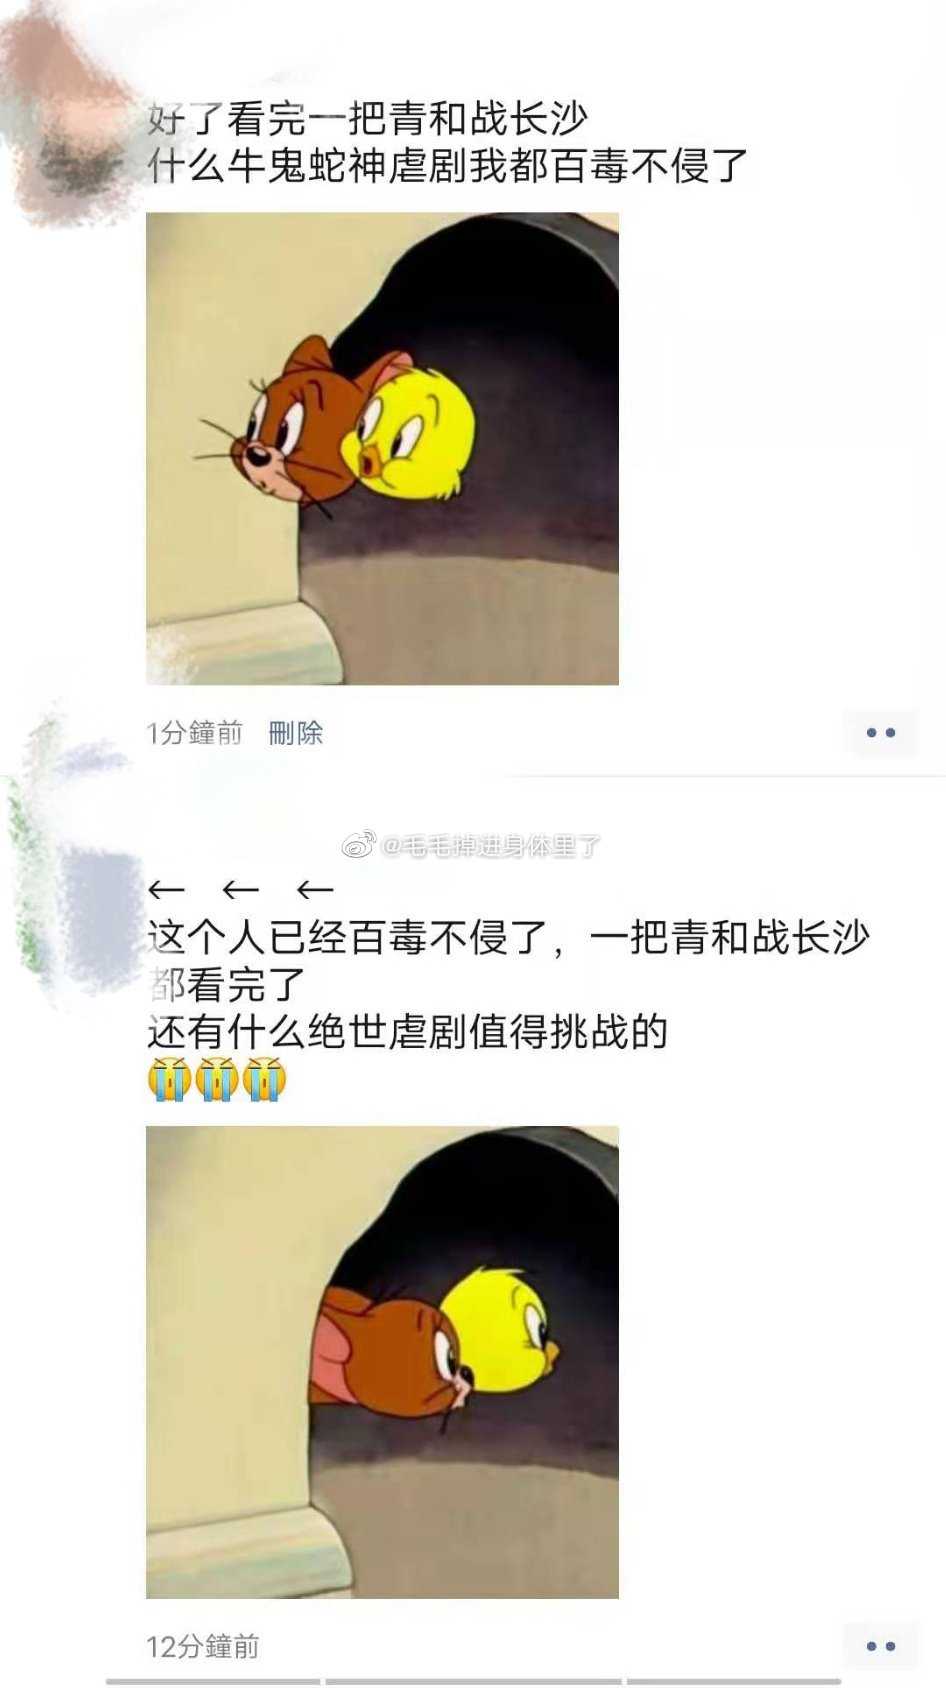 好了看完一把青和战长沙
什么牛鬼蛇神虐剧我都百毒不侵了
1分鐘前 刪除
@毛毛掉进身体里了
← ← ←
这个人已经百毒不侵了，一把青和战长沙
都看完了
还有什么绝世虐剧值得挑战的
😭😭😭
12分鐘前